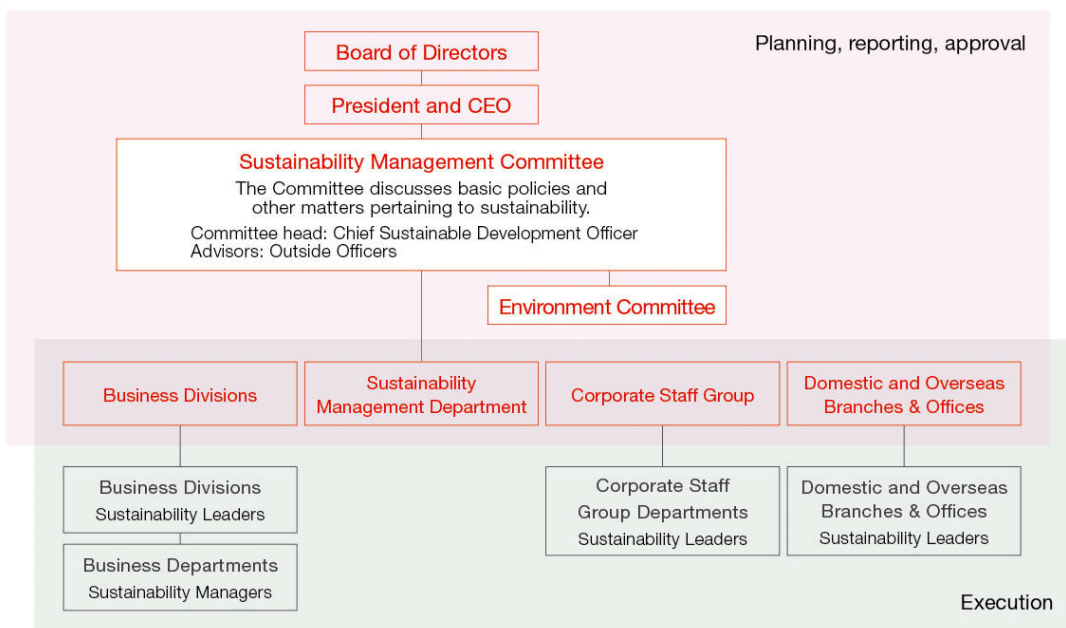 Planning, reporting, approval
Board of Directors
President and CEO
Sustainability Management Committee
The Committee discusses basic policies and
other matters pertaining to sustainability.
Committee head: Chief Sustainable Development Officer
Advisors: Outside Officers
Environment Committee
Business Divisions
Sustainability
Management Department
Corporate Staff Group
Domestic and Overseas
Branches & Offices
Business Divisions
Sustainability Leaders
Business Departments
Sustainability Managers
Corporate Staff
Group Departments
Sustainability Leaders
Domestic and Overseas
Branches & Offices
Sustainability Leaders
Execution